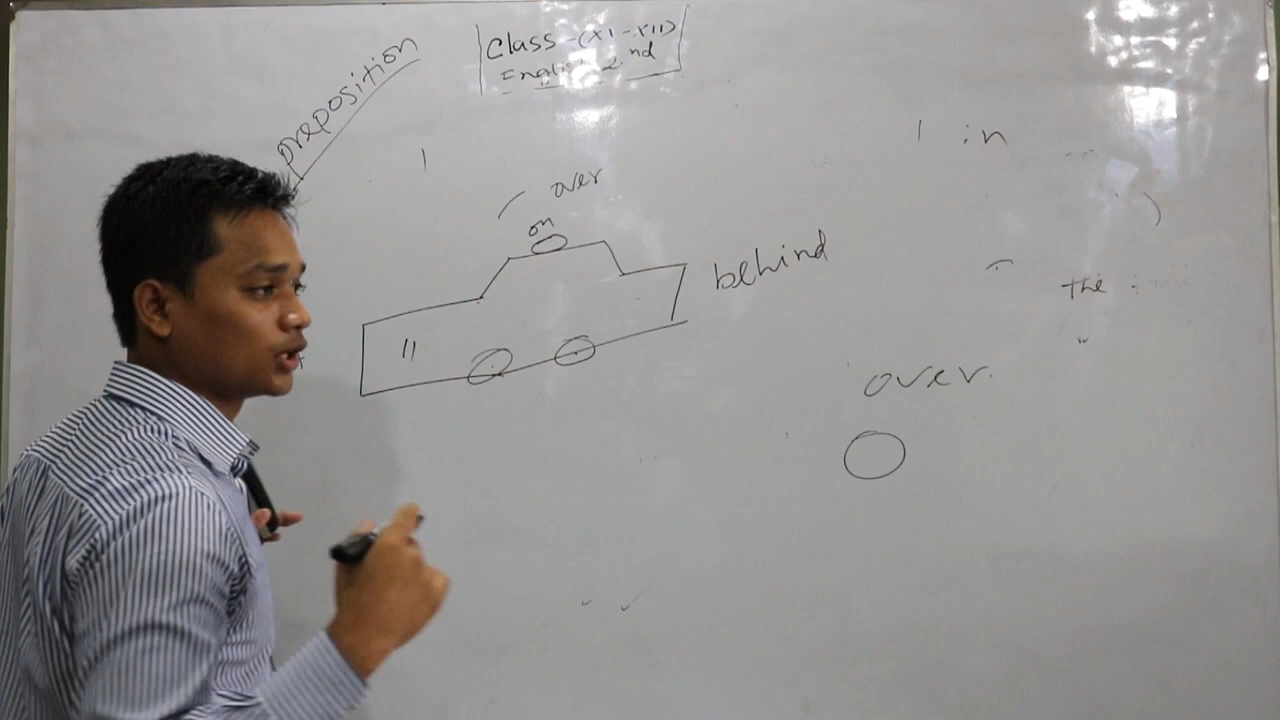 Class-(XI-XII)
English 2nd
preposition
in
over
on
behind
the
over.